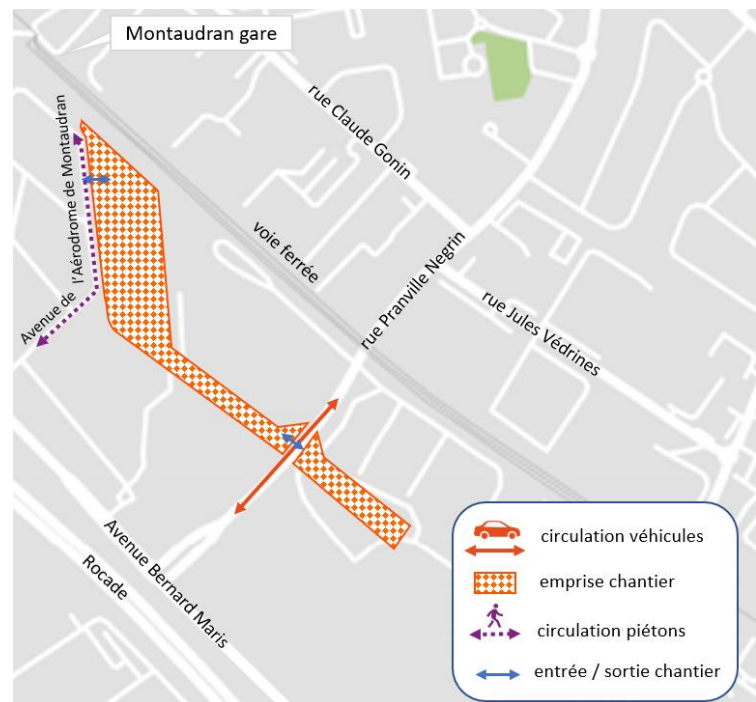 Montaudran gare
rue Claude Gonin
Avenue de
l'Aérodrome de Montaudran
voie ferrée
rue Pranville Negrin
rue Jules Védrines
Avenue Bernard Maris
Rocade
circulation véhicules
emprise chantier
circulation piétons
entrée / sortie chantier